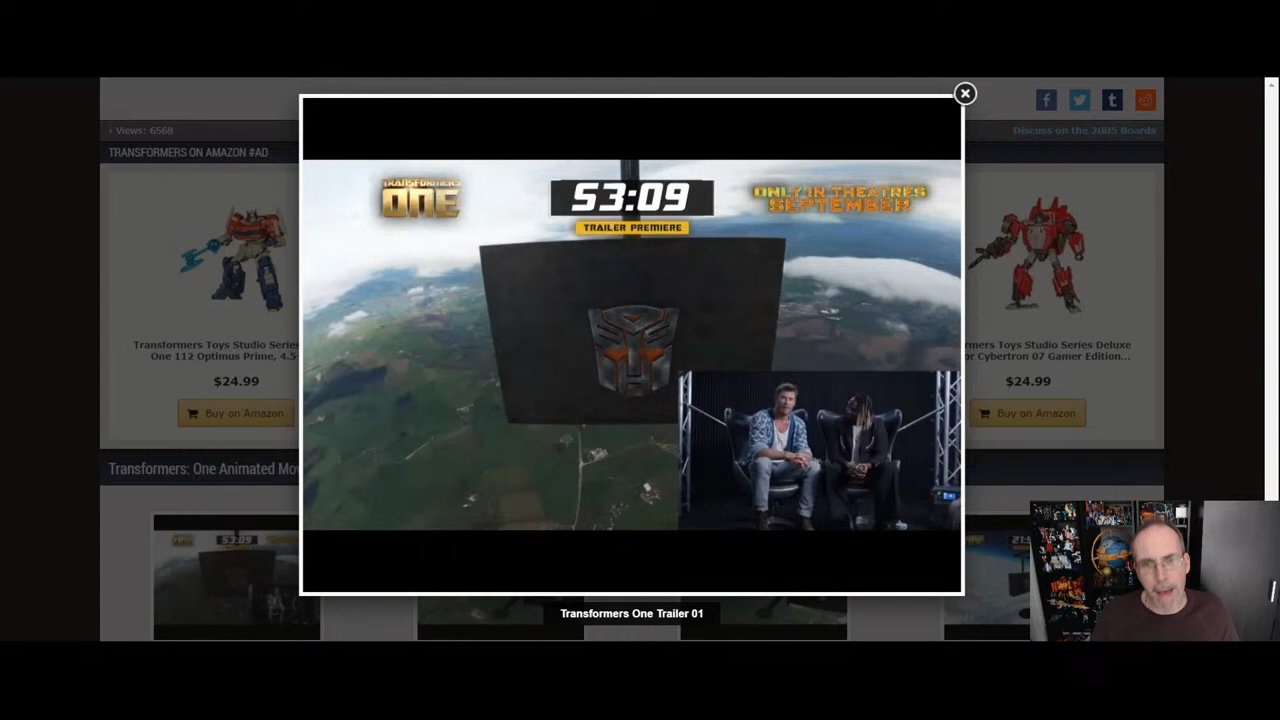 › Views: 6568
Discuss on the 2005 Boards
TRANSFORMERS ON AMAZON #AD
TRANSFORMERS
ONE
53:09
TRAILER PREMIERE
ONLY IN THEATRES
SEPTEMBER
Transformers Toys Studio Series
One 112 Optimus Prime, 4.5-
$24.99
Buy on Amazon
mers Toys Studio Series Deluxe
or Cybertron 07 Gamer Edition...
$24.99
Buy on Amazon
Transformers: One Animated Mov
53:09
Transformers One Trailer 01